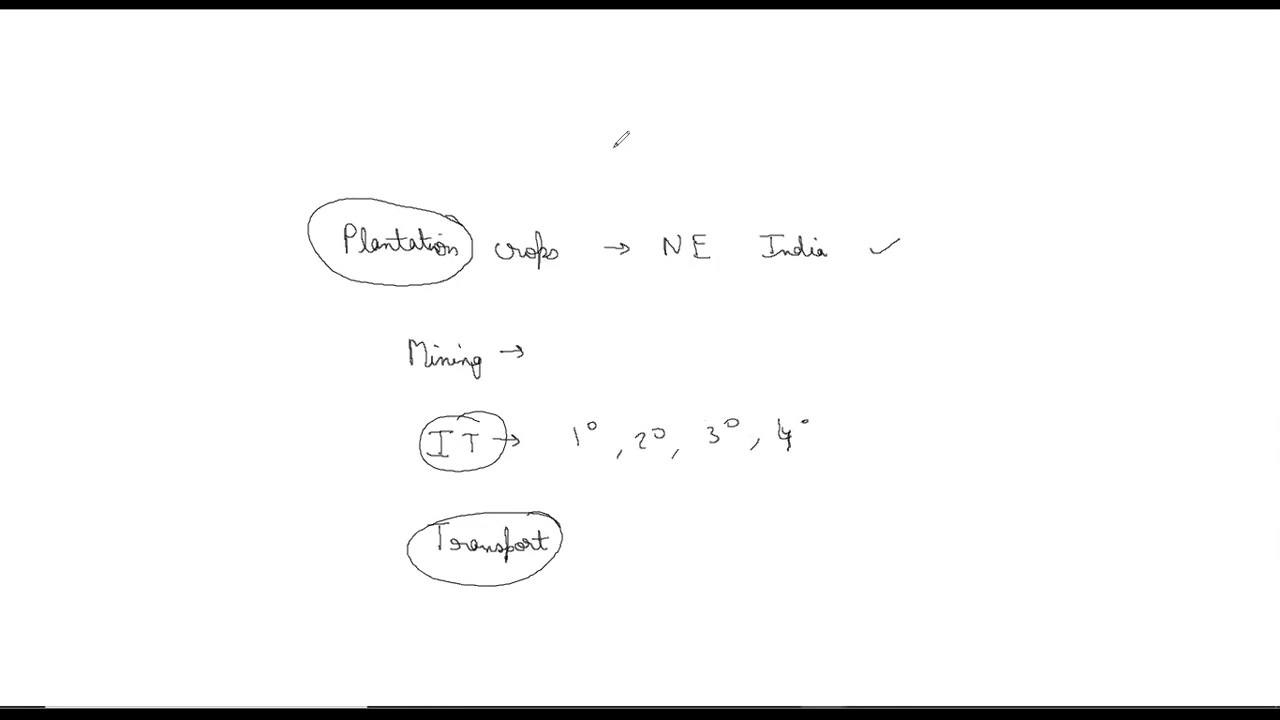 Plantation crops → NE India ✓
Mining →
IT → 1°, 2°, 3°, 4°
Transport